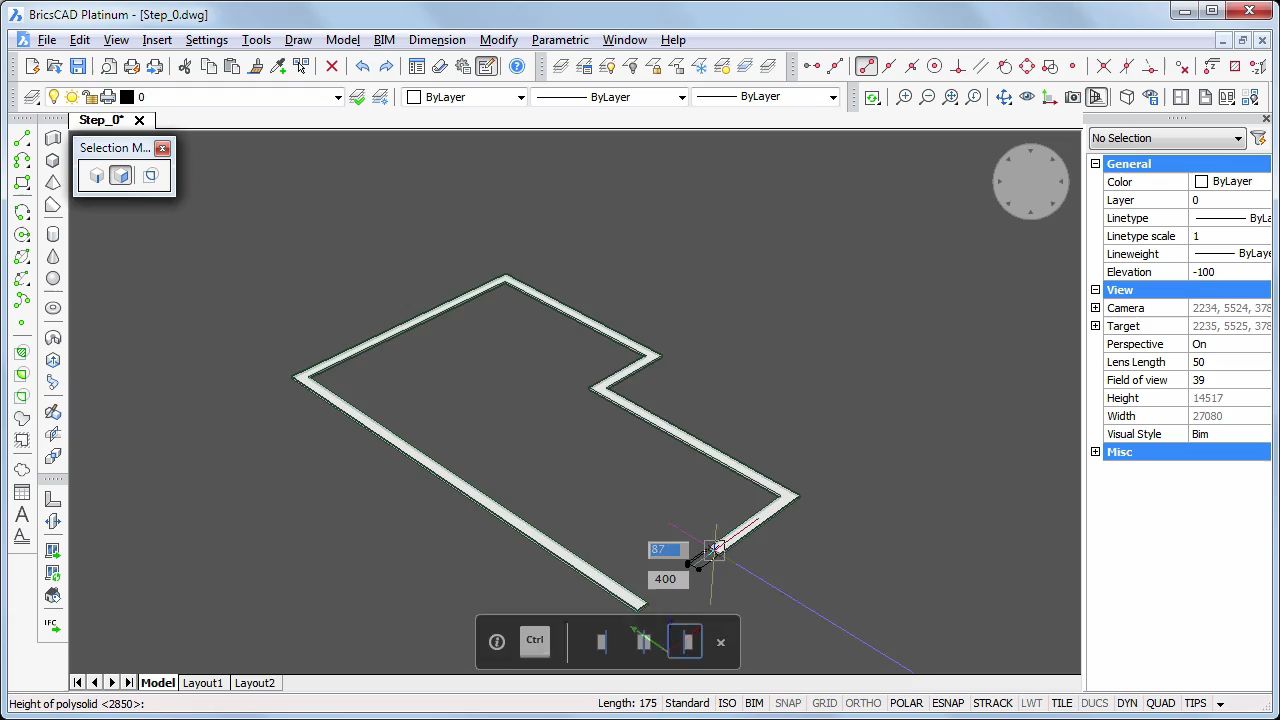 BricsCAD Platinum - [Step_0.dwg]
File Edit View Insert Settings Tools Draw Model BIM Dimension Modify Parametric Window Help
0 ByLayer ByLayer ByLayer
Step_0*
Selection M...
No Selection
General
Color ByLayer
Layer 0
Linetype ByLa
Linetype scale 1
Lineweight ByLaye
Elevation -100
View
Camera 2234, 5524, 378
Target 2235, 5525, 378
Perspective On
Lens Length 50
Field of view 39
Height 14517
Width 27080
Visual Style Bim
Misc
87
400
Ctrl
A
A
IFC
Model Layout1 Layout2
Height of polysolid <2850>: Length: 175 Standard ISO BIM SNAP GRID ORTHO POLAR ESNAP STRACK LWT TILE DUCS DYN QUAD TIPS